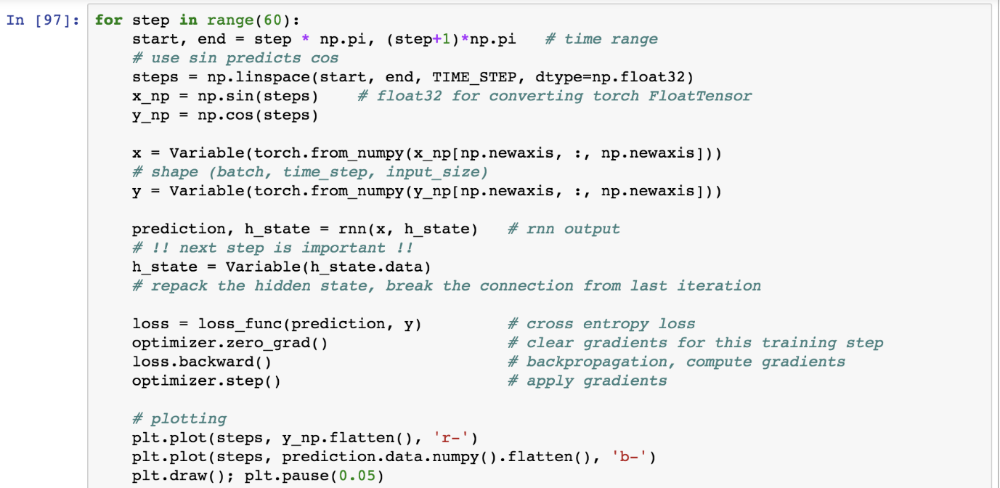 In [97]: for step in range(60):
    start, end = step * np.pi, (step+1)*np.pi   # time range
    # use sin predicts cos
    steps = np.linspace(start, end, TIME_STEP, dtype=np.float32)
    x_np = np.sin(steps)    # float32 for converting torch FloatTensor
    y_np = np.cos(steps)

    x = Variable(torch.from_numpy(x_np[np.newaxis, :, np.newaxis]))
    # shape (batch, time_step, input_size)
    y = Variable(torch.from_numpy(y_np[np.newaxis, :, np.newaxis]))

    prediction, h_state = rnn(x, h_state)   # rnn output
    # !! next step is important !!
    h_state = Variable(h_state.data)
    # repack the hidden state, break the connection from last iteration

    loss = loss_func(prediction, y)         # cross entropy loss
    optimizer.zero_grad()                   # clear gradients for this training step
    loss.backward()                         # backpropagation, compute gradients
    optimizer.step()                        # apply gradients

    # plotting
    plt.plot(steps, y_np.flatten(), 'r-')
    plt.plot(steps, prediction.data.numpy().flatten(), 'b-')
    plt.draw(); plt.pause(0.05)